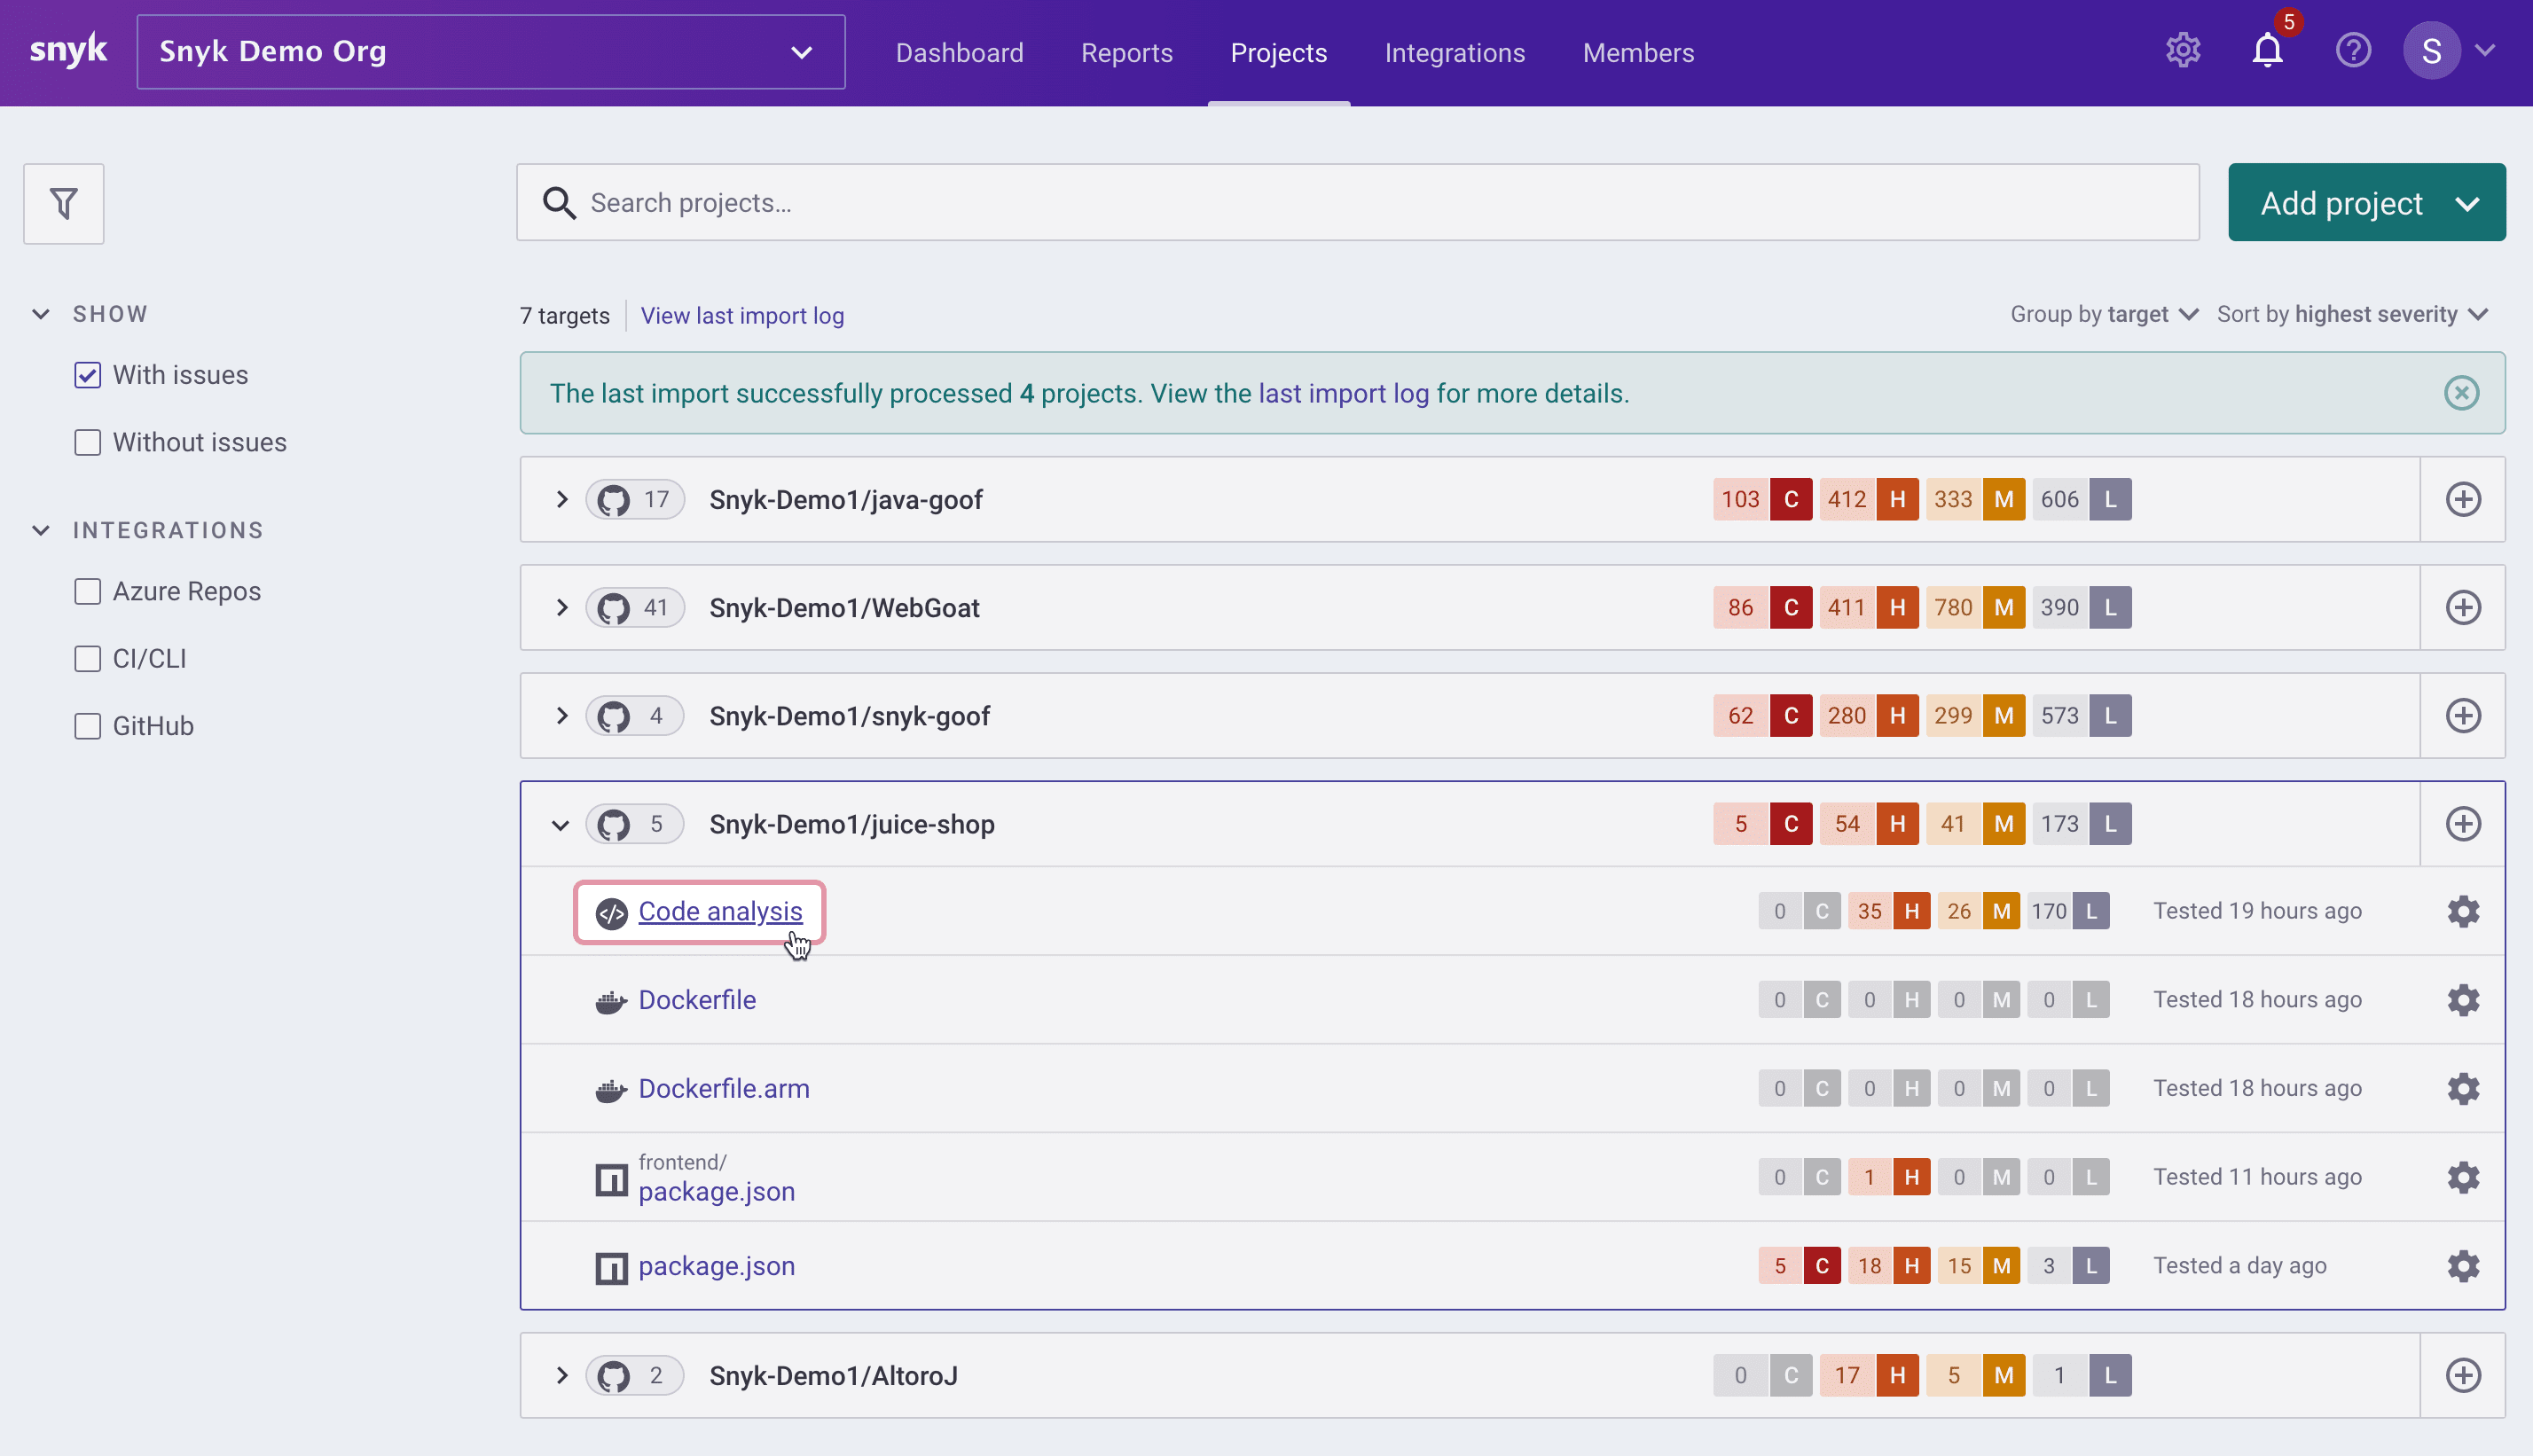 snyk Snyk Demo Org Dashboard Reports Projects Integrations Members 5 S
Search projects... Add project
SHOW
7 targets View last import log Group by target Sort by highest severity
With issues
The last import successfully processed 4 projects. View the last import log for more details.
Without issues
17 Snyk-Demo1/java-goof 103 C 412 H 333 M 606 L
INTEGRATIONS
Azure Repos
41 Snyk-Demo1/WebGoat 86 C 411 H 780 M 390 L
CI/CLI
4 Snyk-Demo1/snyk-goof 62 C 280 H 299 M 573 L
GitHub
5 Snyk-Demo1/juice-shop 5 C 54 H 41 M 173 L
Code analysis 0 C 35 H 26 M 170 L Tested 19 hours ago
Dockerfile 0 C 0 H 0 M 0 L Tested 18 hours ago
Dockerfile.arm 0 C 0 H 0 M 0 L Tested 18 hours ago
frontend/
package.json 0 C 1 H 0 M 0 L Tested 11 hours ago
package.json 5 C 18 H 15 M 3 L Tested a day ago
2 Snyk-Demo1/AltoroJ 0 C 17 H 5 M 1 L